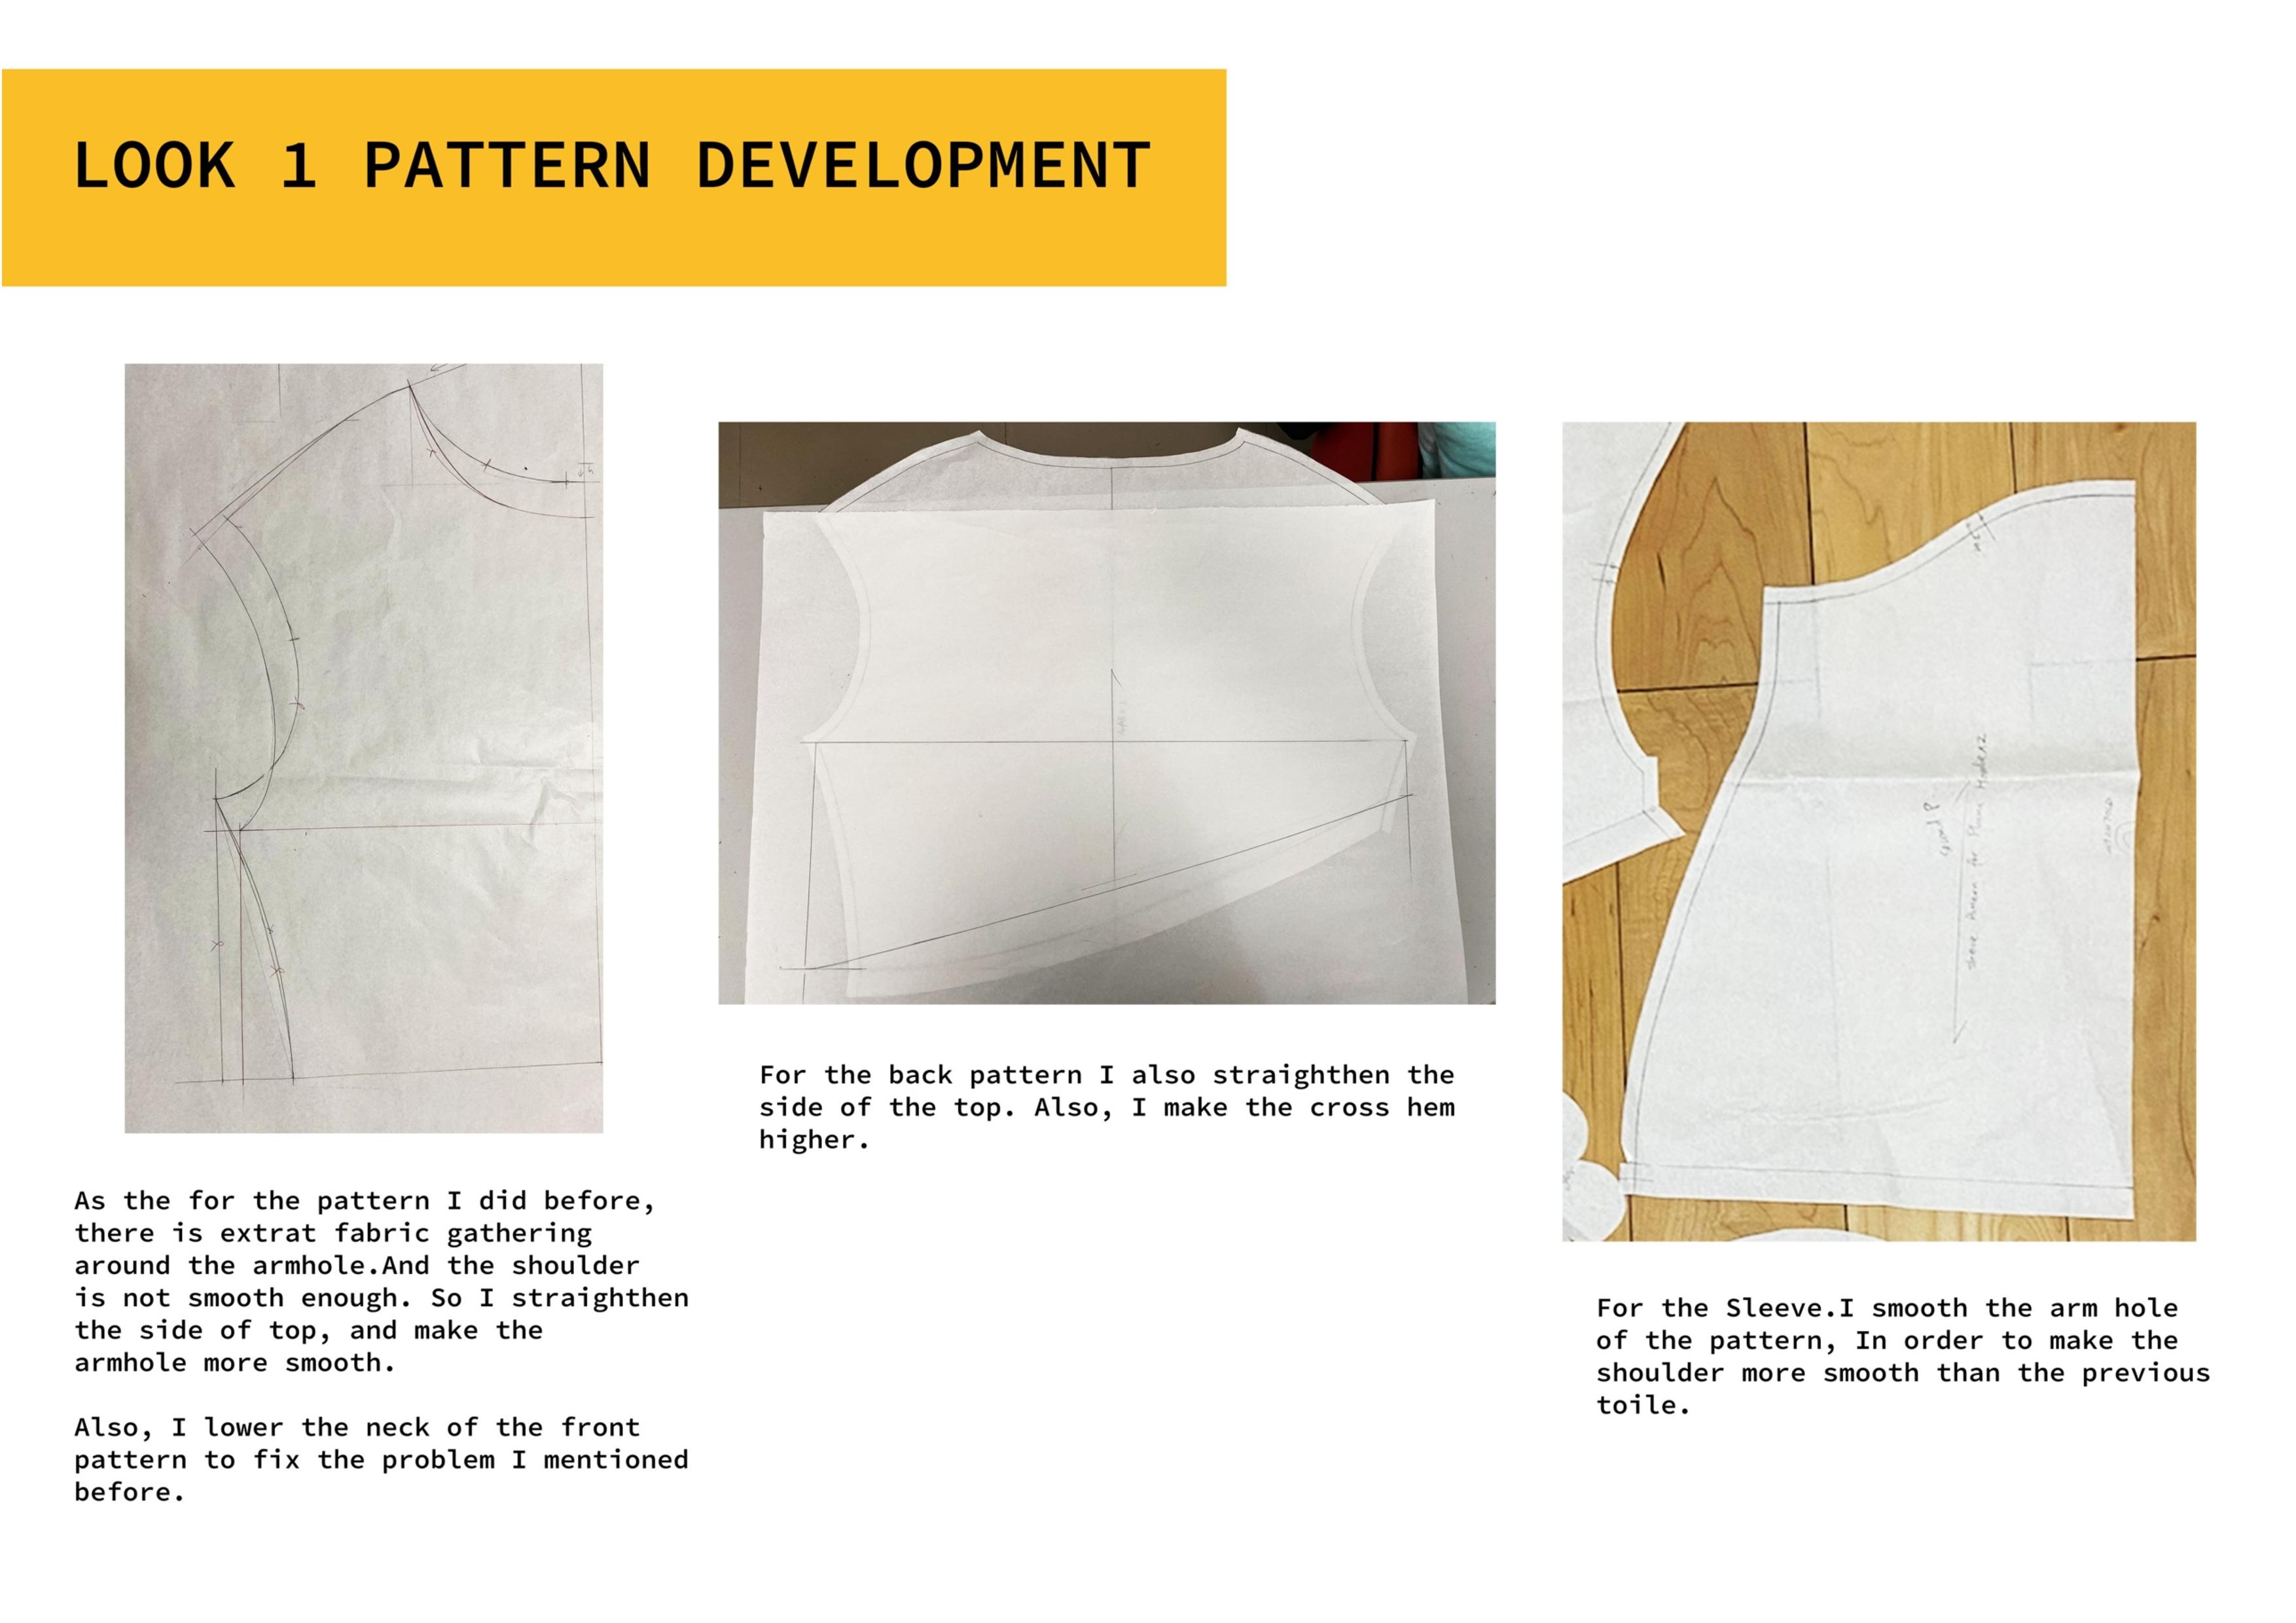 LOOK 1 PATTERN DEVELOPMENT
As the for the pattern I did before,
there is extrat fabric gathering
around the armhole.And the shoulder
is not smooth enough. So I straighthen
the side of top, and make the
armhole more smooth.
Also, I lower the neck of the front
pattern to fix the problem I mentioned
before.
For the back pattern I also straighthen the
side of the top. Also, I make the cross hem
higher.
For the Sleeve.I smooth the arm hole
of the pattern, In order to make the
shoulder more smooth than the previous
toile.